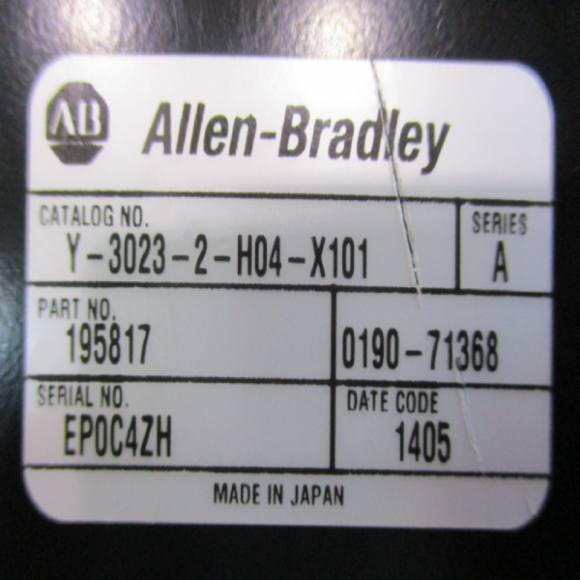 AB Allen-Bradley
CATALOG NO.
Y-3023-2-H04-X101
SERIES
A
PART NO.
195817
0190-71368
SERIAL NO.
EP0C4ZH
DATE CODE
1405
MADE IN JAPAN